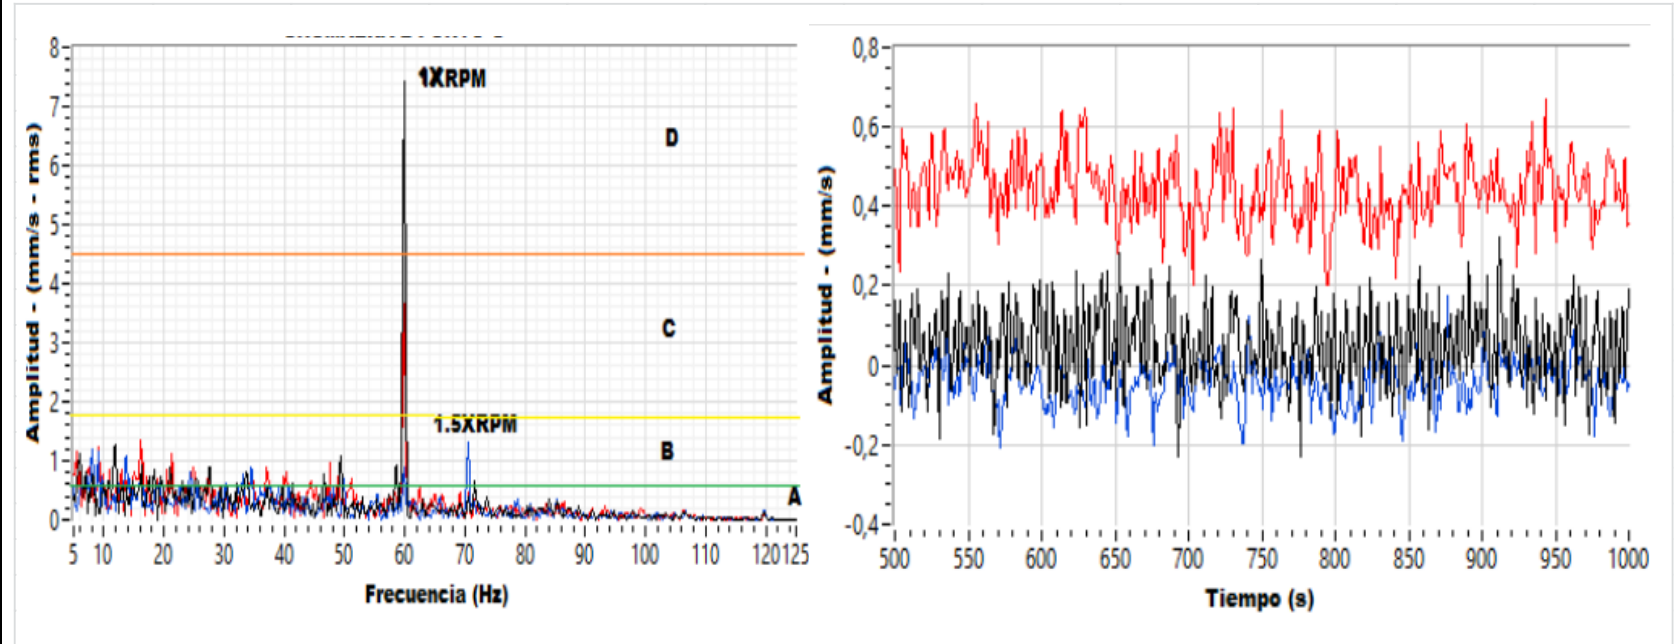 Amplitud - (mm/s - rms)
8
7
6
5
4
3
2
1
0
1XRPM
D
C
1.5XRPM
B
A
5 10 20 30 40 50 60 70 80 90 100 110 120125
Frecuencia (Hz)
Amplitud - (mm/s)
0,8
0,6
0,4
0,2
0
-0,2
-0,4
500 550 600 650 700 750 800 850 900 950 1000
Tiempo (s)